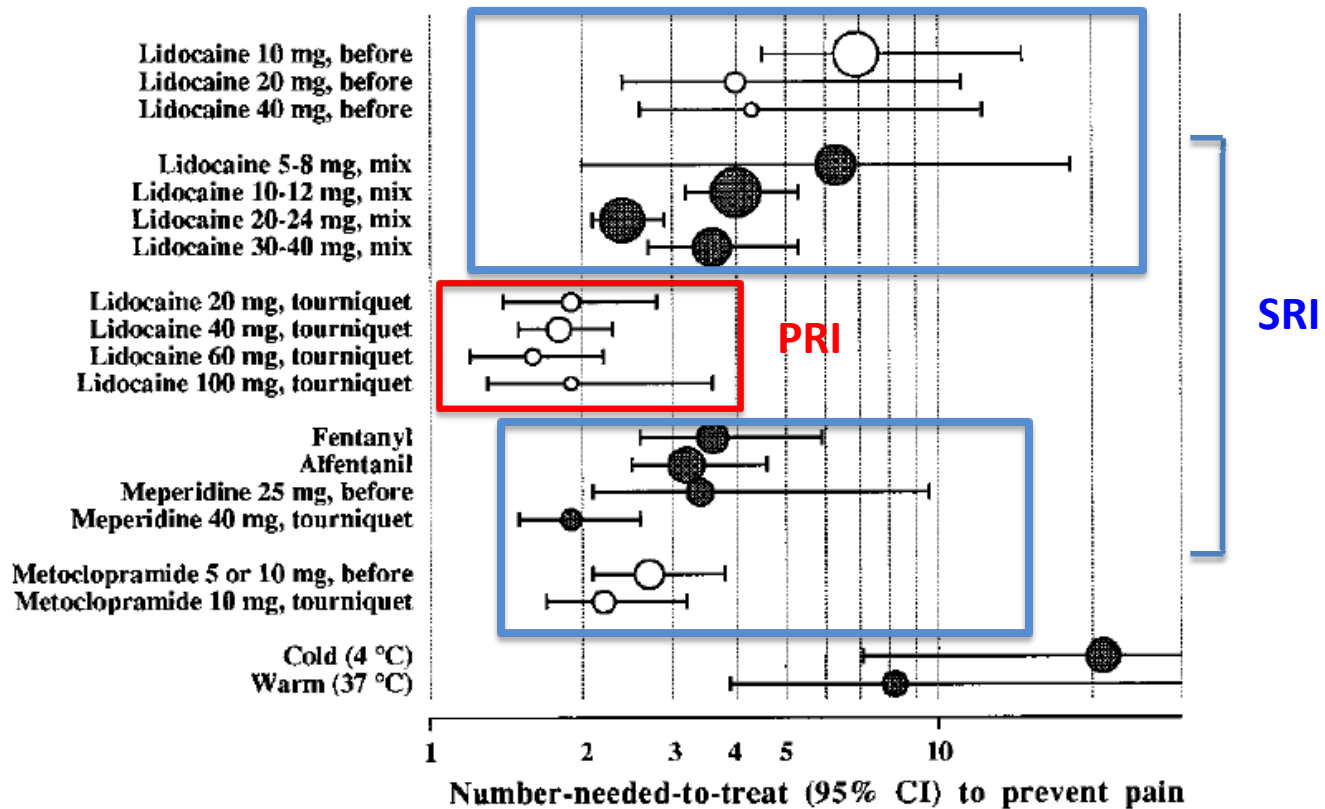 Lidocaine 10 mg, before
Lidocaine 20 mg, before
Lidocaine 40 mg, before
Lidocaine 5-8 mg, mix
Lidocaine 10-12 mg, mix
Lidocaine 20-24 mg, mix
Lidocaine 30-40 mg, mix
SRI
Lidocaine 20 mg, tourniquet
Lidocaine 40 mg, tourniquet
PRI
Lidocaine 60 mg, tourniquet
Lidocaine 100 mg, tourniquet
Fentanyl
Alfentanil
Meperidine 25 mg, before
Meperidine 40 mg, tourniquet
Metoclopramide 5 or 10 mg, before
Metoclopramide 10 mg, tourniquet
Cold (4 °C)
Warm (37 °C)
1 2 3 4 5 10
Number-needed-to-treat (95% CI) to prevent pain